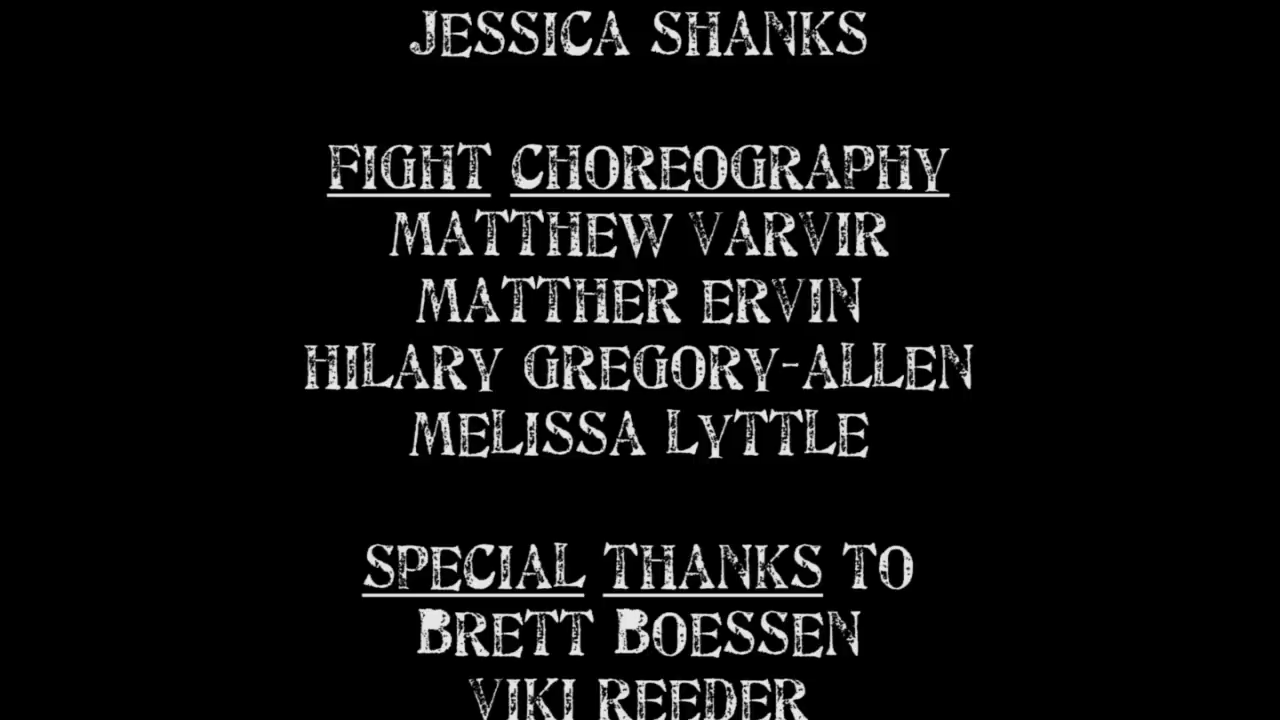 JESSICA SHANKS
FIGHT CHOREOGRAPHY
MATTHEW VARVIR
MATTHER ERVIN
HILARY GREGORY-ALLEN
MELISSA LYTTLE
SPECIAL THANKS TO
BRETT BOESSEN
VIKI REEDER